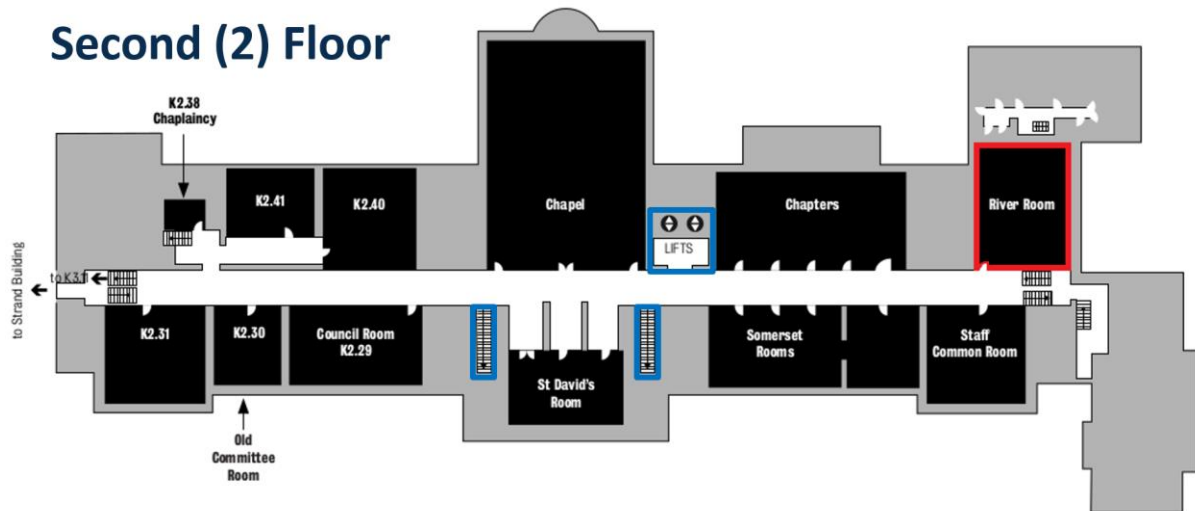 Second (2) Floor
K2.38
Chaplaincy
K2.41
K2.40
Chapel
LIFTS
Chapters
River Room
to K3.11
to Strand Building
K2.31
K2.30
Council Room
K2.29
St David's
Room
Somerset
Rooms
Staff
Common Room
Old
Committee
Room